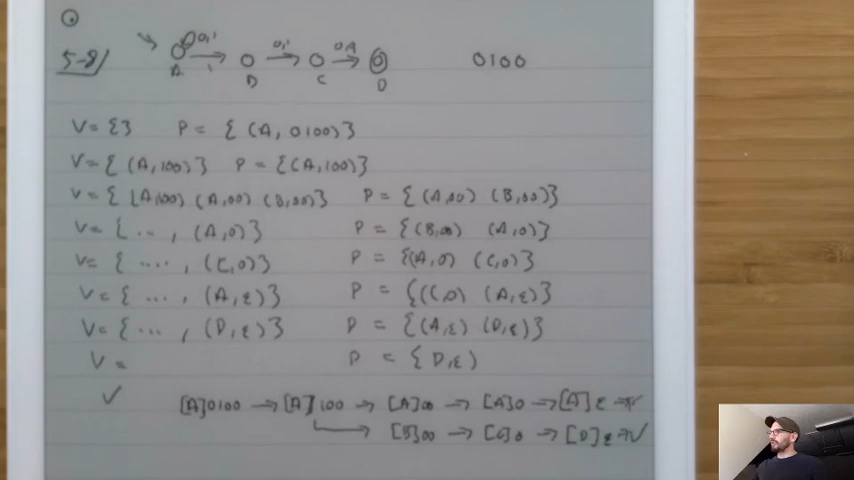 5-8/
0,1 0,1 0,1 0100
A 1 B C D
V = {} P = { (A, 0100) }
V = { (A, 100) } P = { (A, 100) }
V = { (A,100) (A,00) (B,00) } P = { (A,00) (B,00) }
V = { ..., (A,0) } P = { (B,00) (A,0) }
V = { ...., (C,0) } P = { (A,0) (C,0) }
V = { ..., (A,ε) } P = { (C,0) (A,ε) }
V = { ..., (D,ε) } P = { (A,ε) (D,ε) }
V = P = { D,ε )
✓ [A]0100 → [A]100 → [A]00 → [A]0 → [A]ε
[B]00 → [C]0 → [D]ε ⇒ ✓